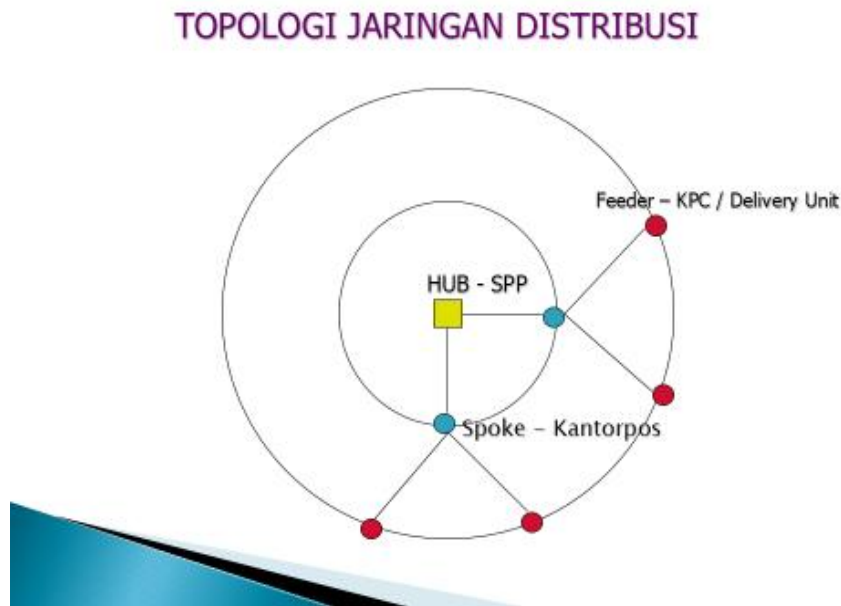 TOPOLOGI JARINGAN DISTRIBUSI
Feeder – KPC / Delivery Unit
HUB - SPP
Spoke – Kantorpos